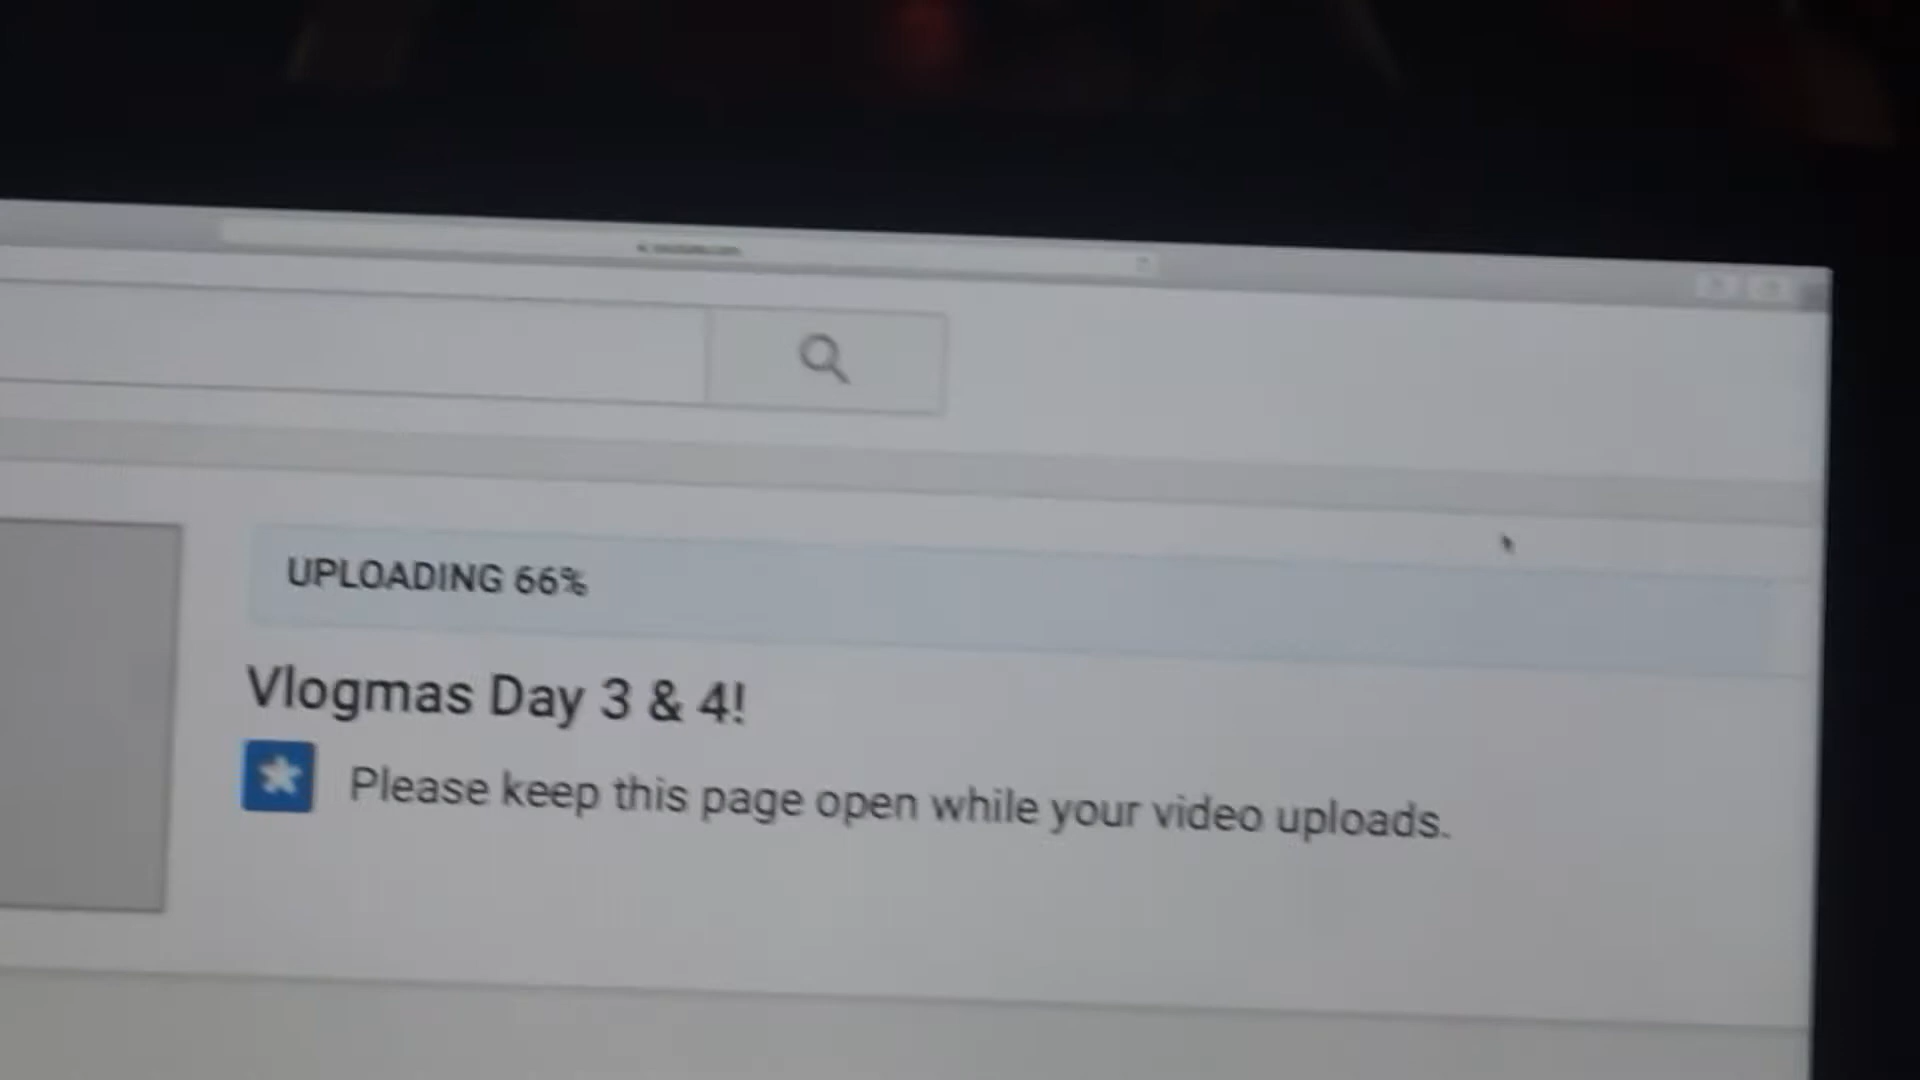 UPLOADING 66%
Vlogmas Day 3 & 4!
Please keep this page open while your video uploads.